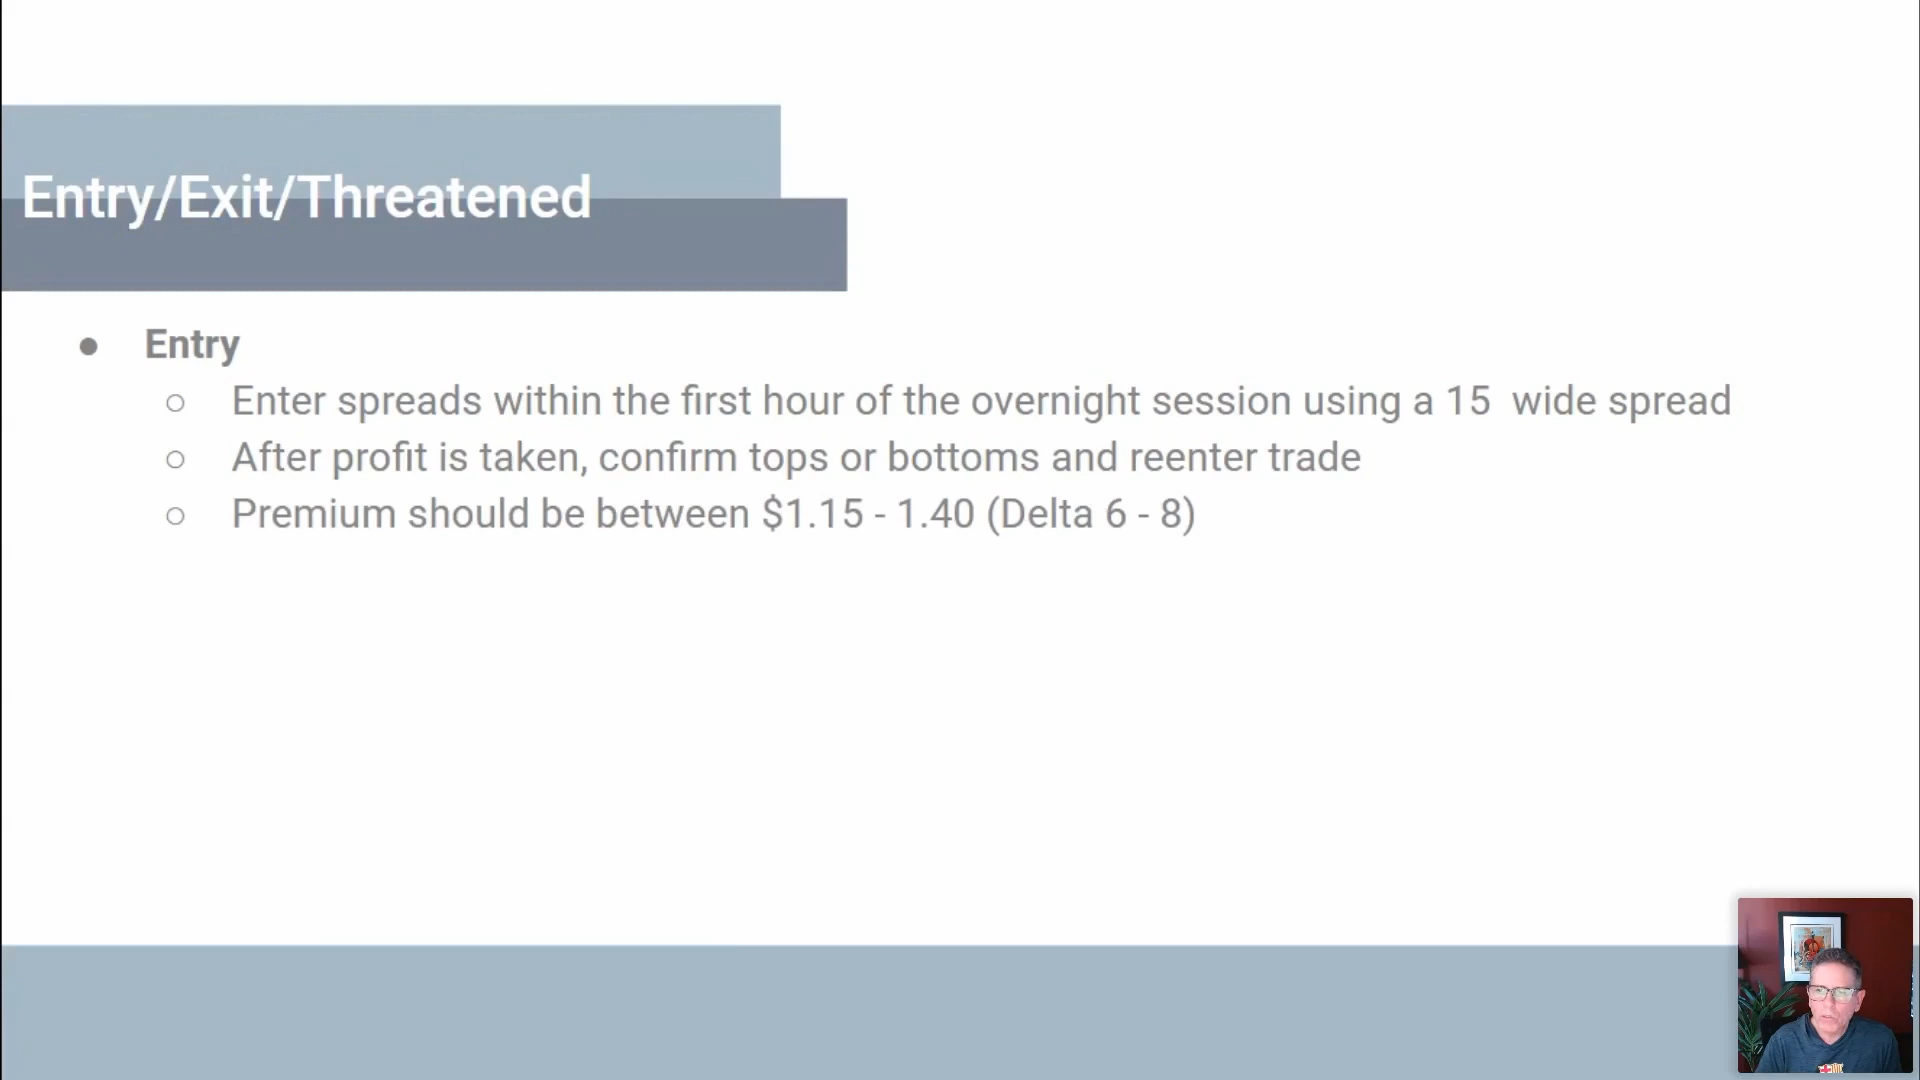 Entry/Exit/Threatened
● Entry
○ Enter spreads within the first hour of the overnight session using a 15  wide spread
○ After profit is taken, confirm tops or bottoms and reenter trade
○ Premium should be between $1.15 - 1.40 (Delta 6 - 8)